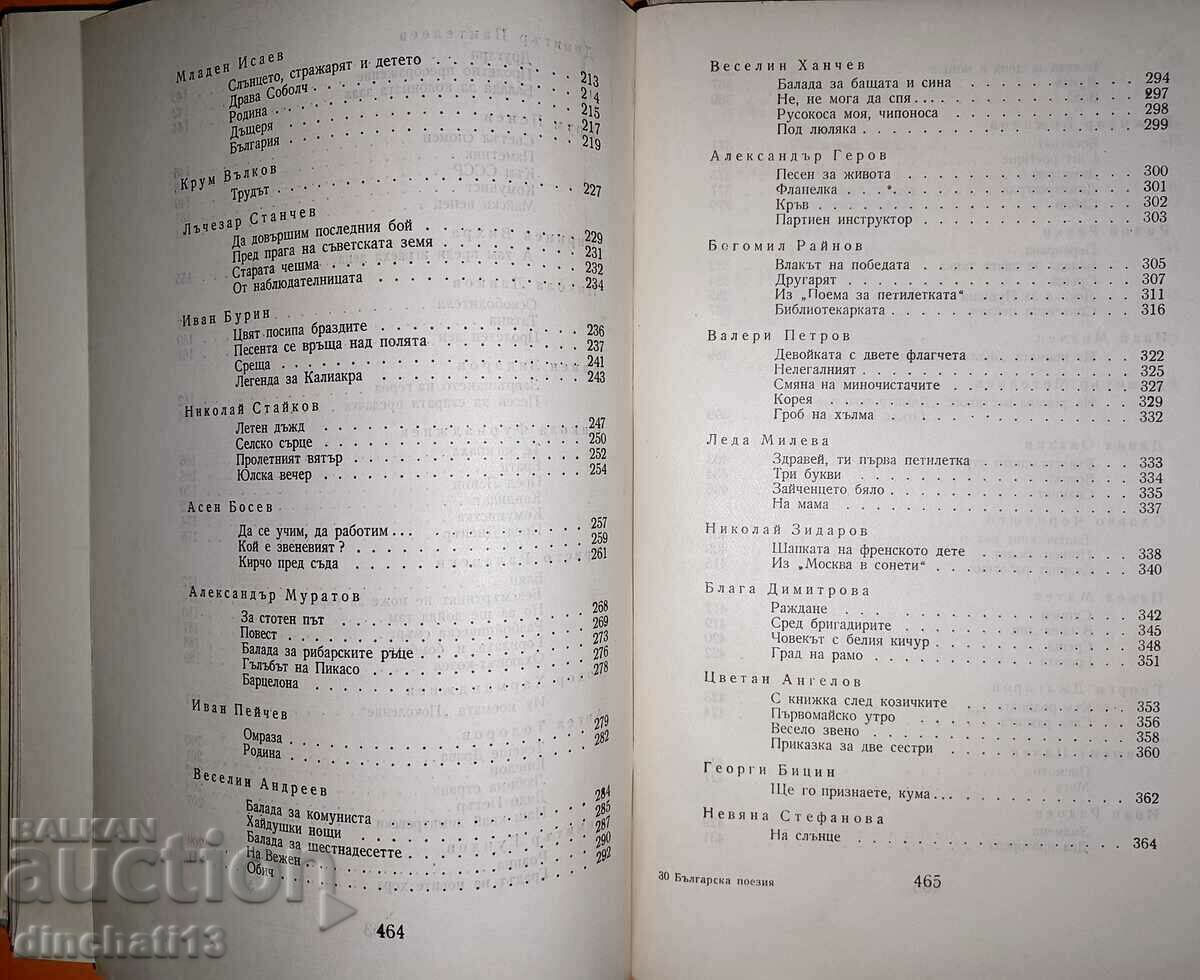 Младен Исаев
Слънцето, стражарят и детето . . . . . . . . 213
Драва Соболч . . . . . . . . 214
Родина . . . . . . . . 215
Дъщеря . . . . . . . . 217
България . . . . . . . . 219
Крум Вълков
Трудът . . . . . . . . 227
Лъчезар Станчев
Да довършим последния бой . . . . . . . . 229
Пред прага на съветската земя . . . . . . . . 231
Старата чешма . . . . . . . . 232
От наблюдателницата . . . . . . . . 234
Иван Бурин
Цвят посипа браздите . . . . . . . . 236
Песента се връща над полята . . . . . . . . 237
Среща . . . . . . . . 241
Легенда за Калиакра . . . . . . . . 243
Николай Стайков
Летен дъжд . . . . . . . . 247
Селско сърце . . . . . . . . 250
Пролетният вятър . . . . . . . . 252
Юлска вечер . . . . . . . . 254
Асен Босев
Да се учим, да работим . . . . . . . . 257
Кой е звеневият? . . . . . . . . 259
Кирчо пред съда . . . . . . . . 261
Александър Муратов
За стотен път . . . . . . . . 268
Повест . . . . . . . . 269
Балада за рибарските ръце . . . . . . . . 273
Гълъбът на Пикасо . . . . . . . . 276
Барцелона . . . . . . . . 278
Иван Пейчев
Омраза . . . . . . . . 279
Родина . . . . . . . . 282
Веселин Андреев
Балада за комуниста . . . . . . . . 284
Хайдушки нощи . . . . . . . . 285
Балада за шестнадесетте . . . . . . . . 287
На Вежен . . . . . . . . 290
Обич . . . . . . . . 292
464
Веселин Ханчев
Балада за бащата и сина . . . . . . . . 294
Не, не мога да спя . . . . . . . . 297
Русокоса моя, чипоноса . . . . . . . . 298
Под люляка . . . . . . . . 299
Александър Геров
Песен за живота . . . . . . . . 300
Фланелка . . . . . . . . 301
Кръв . . . . . . . . 302
Партиен инструктор . . . . . . . . 303
Богомил Райнов
Влакът на победата . . . . . . . . 305
Другарят . . . . . . . . 307
Из „Поема за петилетката“ . . . . . . . . 311
Библиотекарката . . . . . . . . 316
Валери Петров
Девойката с двете флагчета . . . . . . . . 322
Нелегалният . . . . . . . . 325
Смяна на миночистачите . . . . . . . . 327
Корея . . . . . . . . 329
Гроб на хълма . . . . . . . . 332
Леда Милева
Здравей, ти първа петилетка . . . . . . . . 333
Три букви . . . . . . . . 334
Зайченцето бяло . . . . . . . . 335
На мама . . . . . . . . 337
Николай Зидаров
Шапката на френското дете . . . . . . . . 338
Из „Москва в сонети“ . . . . . . . . 340
Блага Димитрова
Раждане . . . . . . . . 342
Сред бригадирите . . . . . . . . 345
Човекът с белия кичур . . . . . . . . 348
Град на рамо . . . . . . . . 351
Цветан Ангелов
С книжка след козичките . . . . . . . . 353
Първомайско утро . . . . . . . . 356
Весело звено . . . . . . . . 358
Приказка за две сестри . . . . . . . . 360
Георги Бицин
Ще го признаете, кума . . . . . . . . 362
Невяна Стефанова
На слънце . . . . . . . . 364
30 Българска поезия
465
BALKAN
auction
dinchati13